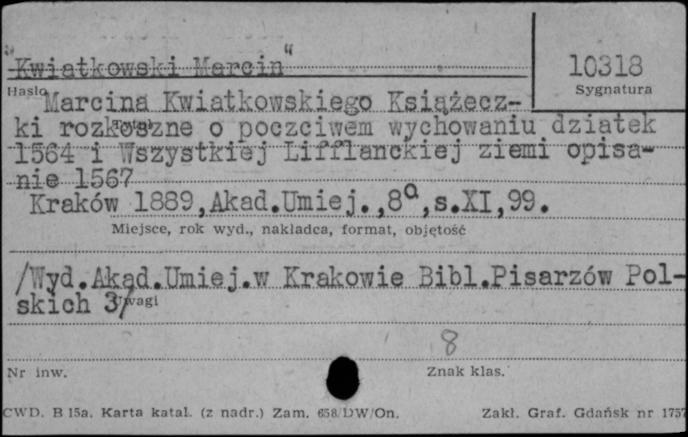 "Kwiatkowski Marcin"
10318
Hasło
Sygnatura
Marcina Kwiatkowskiego Książecz-
ki rozkoszne o poczciwem wychowaniu dziatek
1564 i Wszystkiej Lifflanckiej ziemi opisa-
nie 1567
Kraków 1889,Akad.Umiej.,8°,s.XI,99.
Miejsce, rok wyd., nakładca, format, objętość
/Wyd.Akad.Umiej.w Krakowie Bibl.Pisarzów Pol-
skich 3/
Uwagi
8
Nr inw.
Znak klas.
CWD. B 15a. Karta katal. (z nadr.) Zam. 658/DW/On.
Zakł. Graf. Gdańsk nr 1757